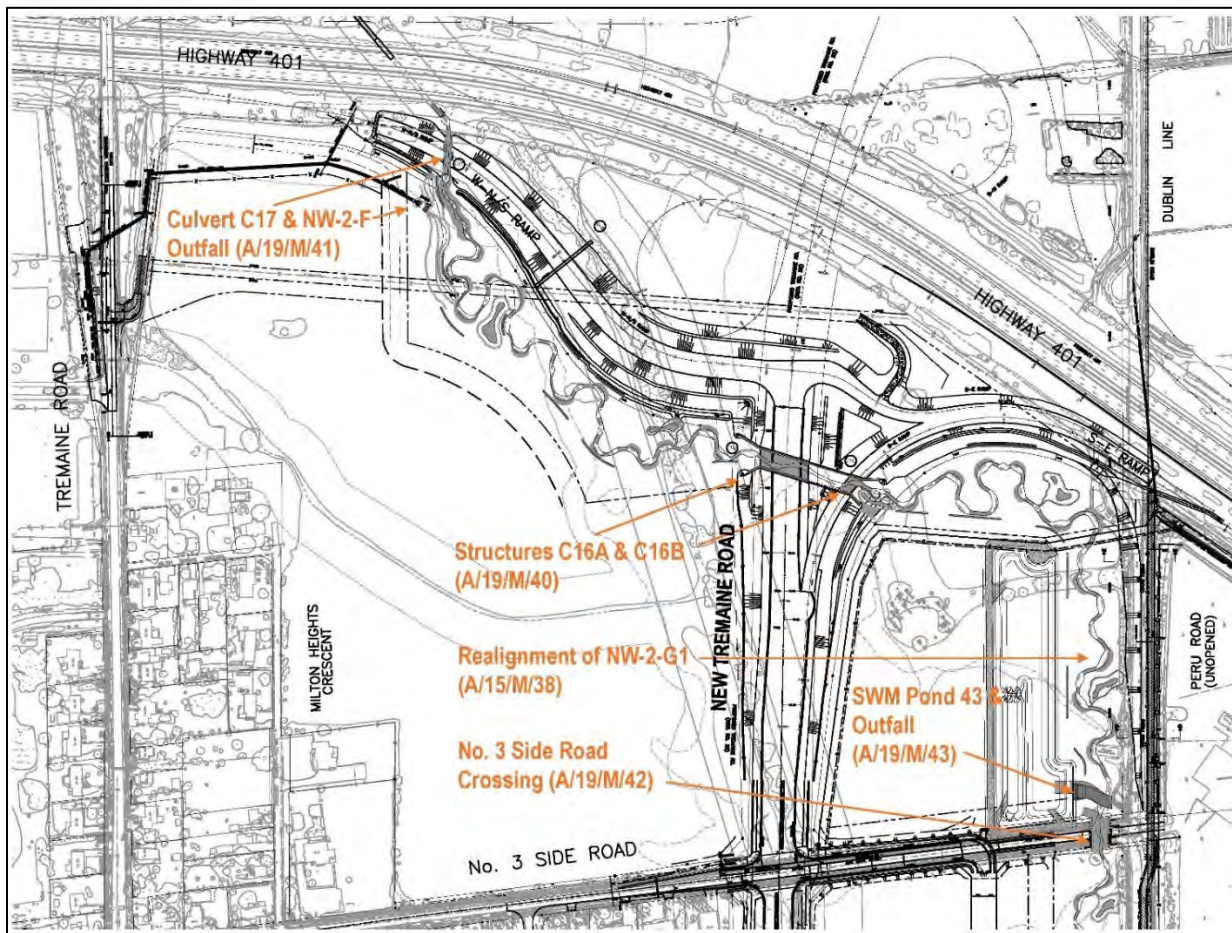 HIGHWAY 401
DUBLIN LINE
Culvert C17 & NW-2-F
Outfall (A/19/M/41)
W-N/S RAMP
HIGHWAY 401
TREMAINE ROAD
S-E RAMP
Structures C16A & C16B
(A/19/M/40)
NEW TREMAINE ROAD
MILTON HEIGHTS
CRESCENT
Realignment of NW-2-G1
(A/15/M/38)
PERU ROAD
(UNOPENED)
SWM Pond 43 &
Outfall
(A/19/M/43)
No. 3 Side Road
Crossing (A/19/M/42)
No. 3 SIDE ROAD